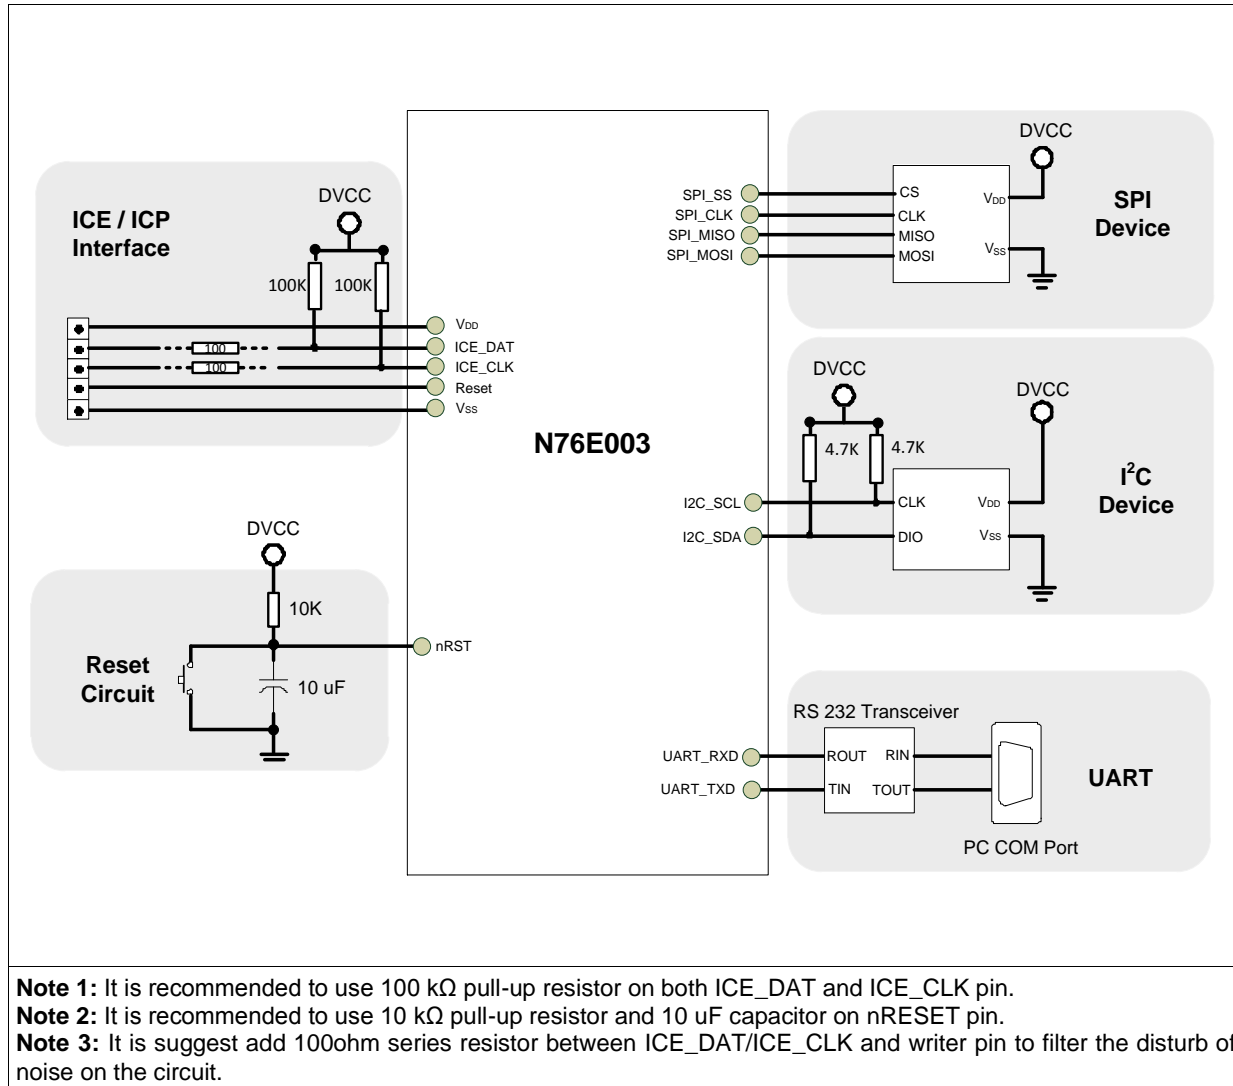 DVCC
ICE / ICP
Interface
100K
100K
VDD
100
ICE_DAT
100
ICE_CLK
Reset
VSS
N76E003
DVCC
10K
nRST
Reset
Circuit
10 uF
DVCC
SPI_SS
CS
SPI_CLK
CLK
SPI_MISO
MISO
SPI_MOSI
MOSI
VDD
VSS
SPI
Device
DVCC
DVCC
4.7K
4.7K
I2C_SCL
CLK
VDD
I2C_SDA
DIO
VSS
I²C
Device
RS 232 Transceiver
UART_RXD
ROUT
RIN
UART_TXD
TIN
TOUT
UART
PC COM Port
Note 1: It is recommended to use 100 kΩ pull-up resistor on both ICE_DAT and ICE_CLK pin.
Note 2: It is recommended to use 10 kΩ pull-up resistor and 10 uF capacitor on nRESET pin.
Note 3: It is suggest add 100ohm series resistor between ICE_DAT/ICE_CLK and writer pin to filter the disturb of
noise on the circuit.